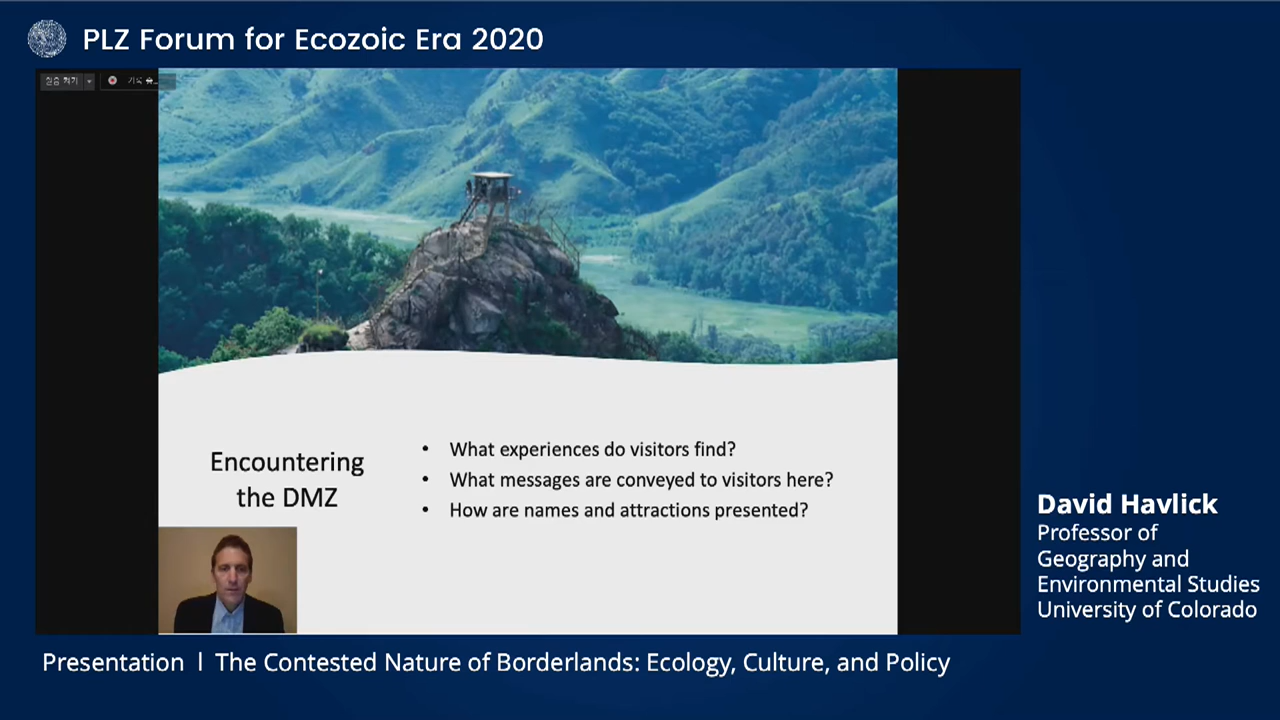 PLZ Forum for Ecozoic Era 2020
Encountering
the DMZ
• What experiences do visitors find?
• What messages are conveyed to visitors here?
• How are names and attractions presented?
David Havlick
Professor of
Geography and
Environmental Studies
University of Colorado
Presentation l The Contested Nature of Borderlands: Ecology, Culture, and Policy